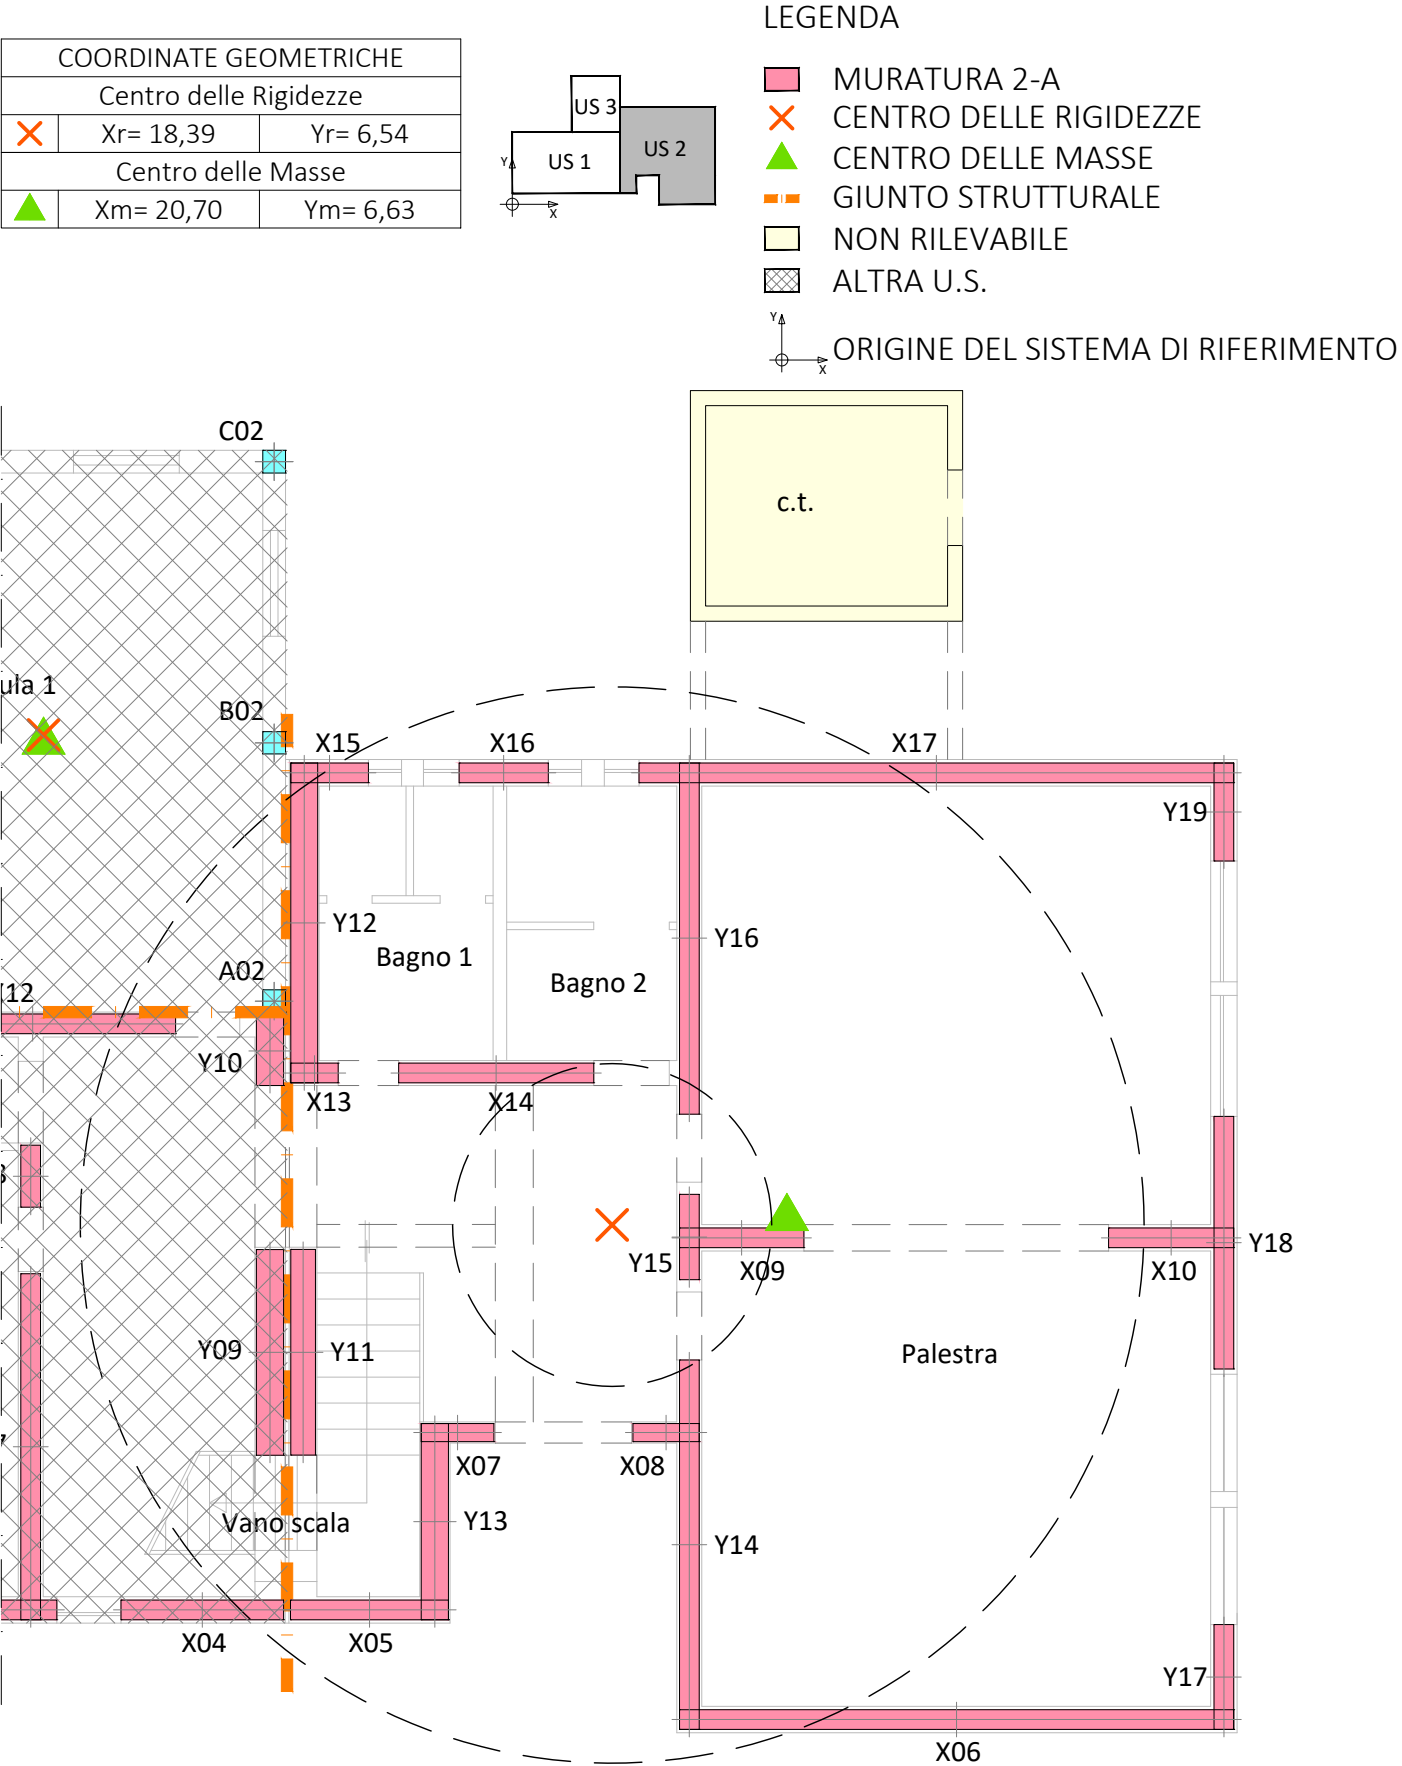 LEGENDA
COORDINATE GEOMETRICHE
Centro delle Rigidezze
Xr= 18,39 Yr= 6,54
Centro delle Masse
Xm= 20,70 Ym= 6,63
US 3
US 1
US 2
Y
X
MURATURA 2-A
CENTRO DELLE RIGIDEZZE
CENTRO DELLE MASSE
GIUNTO STRUTTURALE
NON RILEVABILE
ALTRA U.S.
Y
X
ORIGINE DEL SISTEMA DI RIFERIMENTO
C02
c.t.
ula 1
B02
X15
X16
X17
Y19
Y12
Y16
Bagno 1
A02
Bagno 2
Y12
Y10
X13
X14
Y15
X09
X10
Y18
Y09
Y11
Palestra
X07
X08
Vano scala
Y13
Y14
X04
X05
Y17
X06